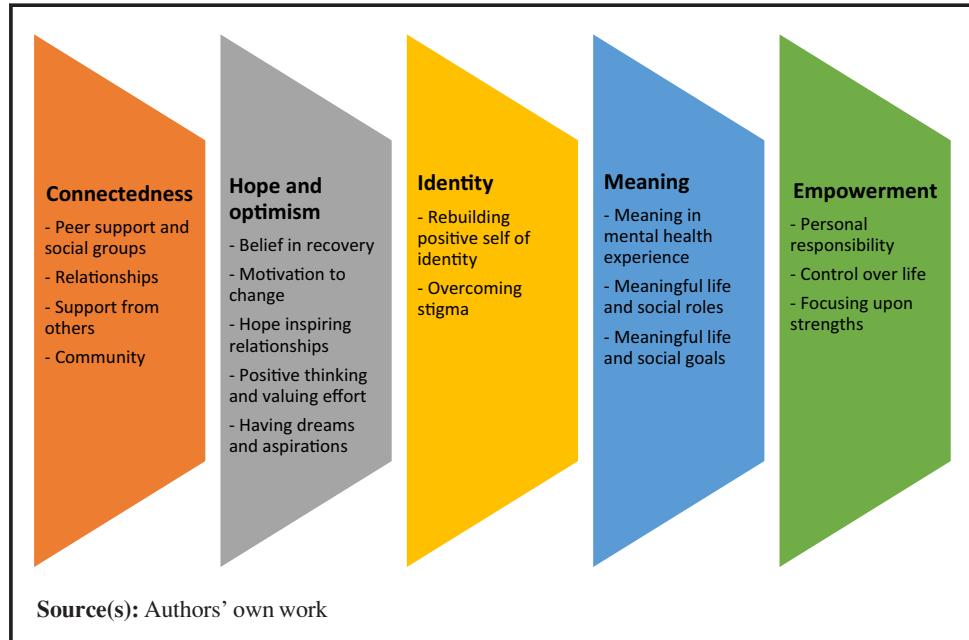 Connectedness
- Peer support and
social groups
- Relationships
- Support from
others
- Community
Hope and
optimism
- Belief in recovery
- Motivation to
change
- Hope inspiring
relationships
- Positive thinking
and valuing effort
- Having dreams
and aspirations
Identity
- Rebuilding
positive self of
identity
- Overcoming
stigma
Meaning
- Meaning in
mental health
experience
- Meaningful life
and social roles
- Meaningful life
and social goals
Empowerment
- Personal
responsibility
- Control over life
- Focusing upon
strengths
Source(s): Authors’ own work